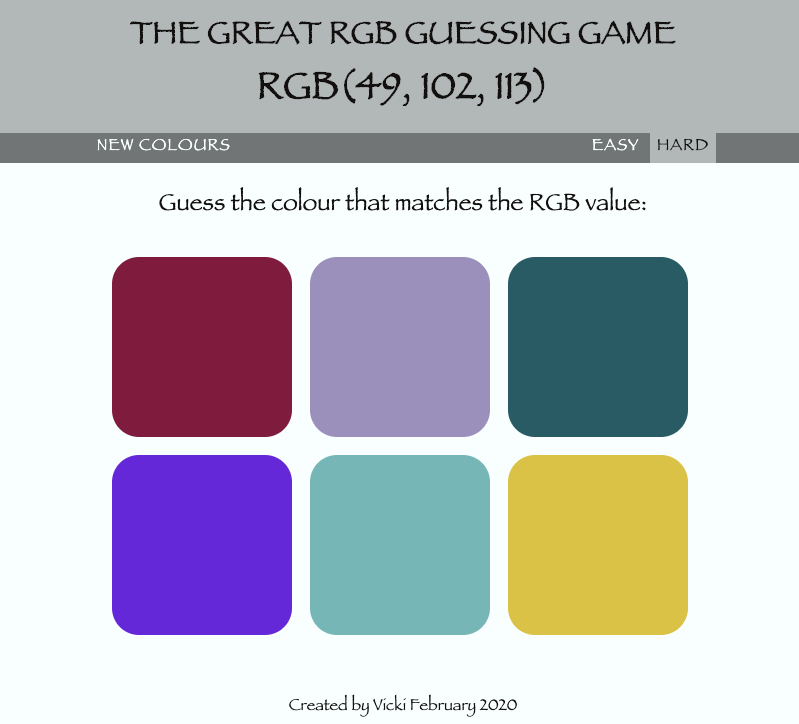 THE GREAT RGB GUESSING GAME
RGB(49, 102, 113)
NEW COLOURS EASY HARD
Guess the colour that matches the RGB value:
Created by Vicki February 2020